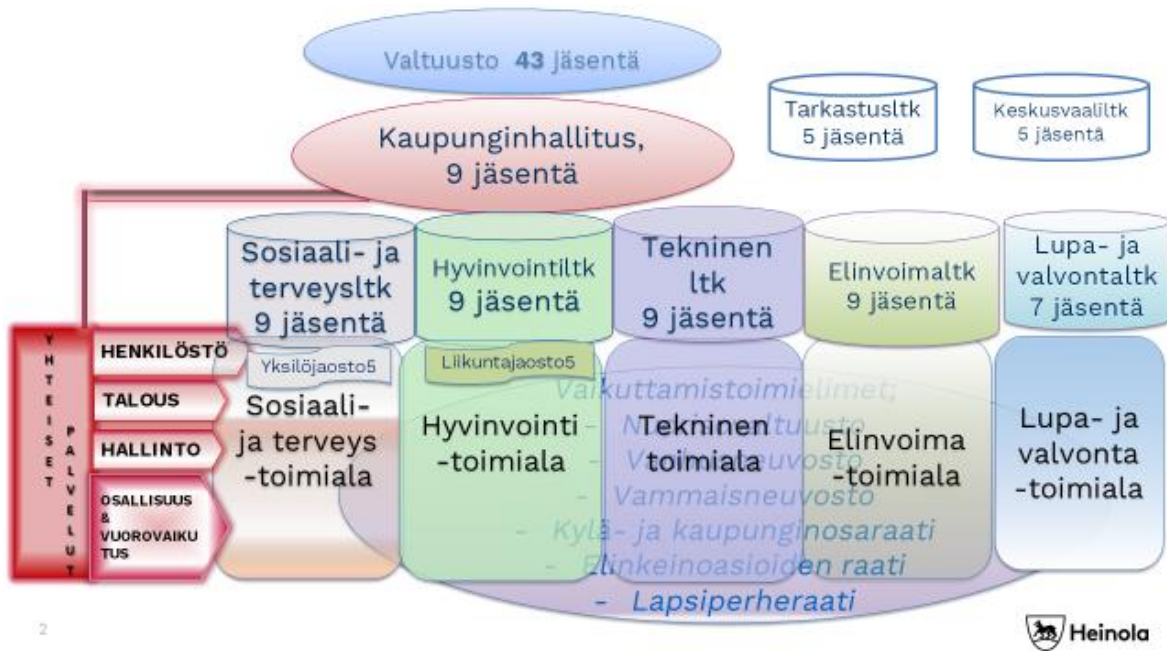 Valtuusto 43 jäsentä
Tarkastusltk
5 jäsentä
Keskusvaaliltk
5 jäsentä
Kaupunginhallitus,
9 jäsentä
Sosiaali- ja
terveysltk
9 jäsentä
Hyvinvointiltk
9 jäsentä
Tekninen
ltk
9 jäsentä
Elinvoimaltk
9 jäsentä
Lupa- ja
valvontaltk
7 jäsentä
YHTEISET
PALVELUT
HENKILÖSTÖ
TALOUS
HALLINTO
OSALLISUUS
&
VUOROVAIKU
TUS
Yksilöjaosto5
Liikuntajaosto5
Sosiaali-
ja terveys
-toimiala
Hyvinvointi
-toimiala
Tekninen
toimiala
Elinvoima
-toimiala
Lupa- ja
valvonta
-toimiala
Vaikuttamistoimielimet;
- Vammaisneuvosto
- Kylä- ja kaupunginosaraati
- Elinkeinoasioiden raati
- Lapsiperheraati
2
Heinola